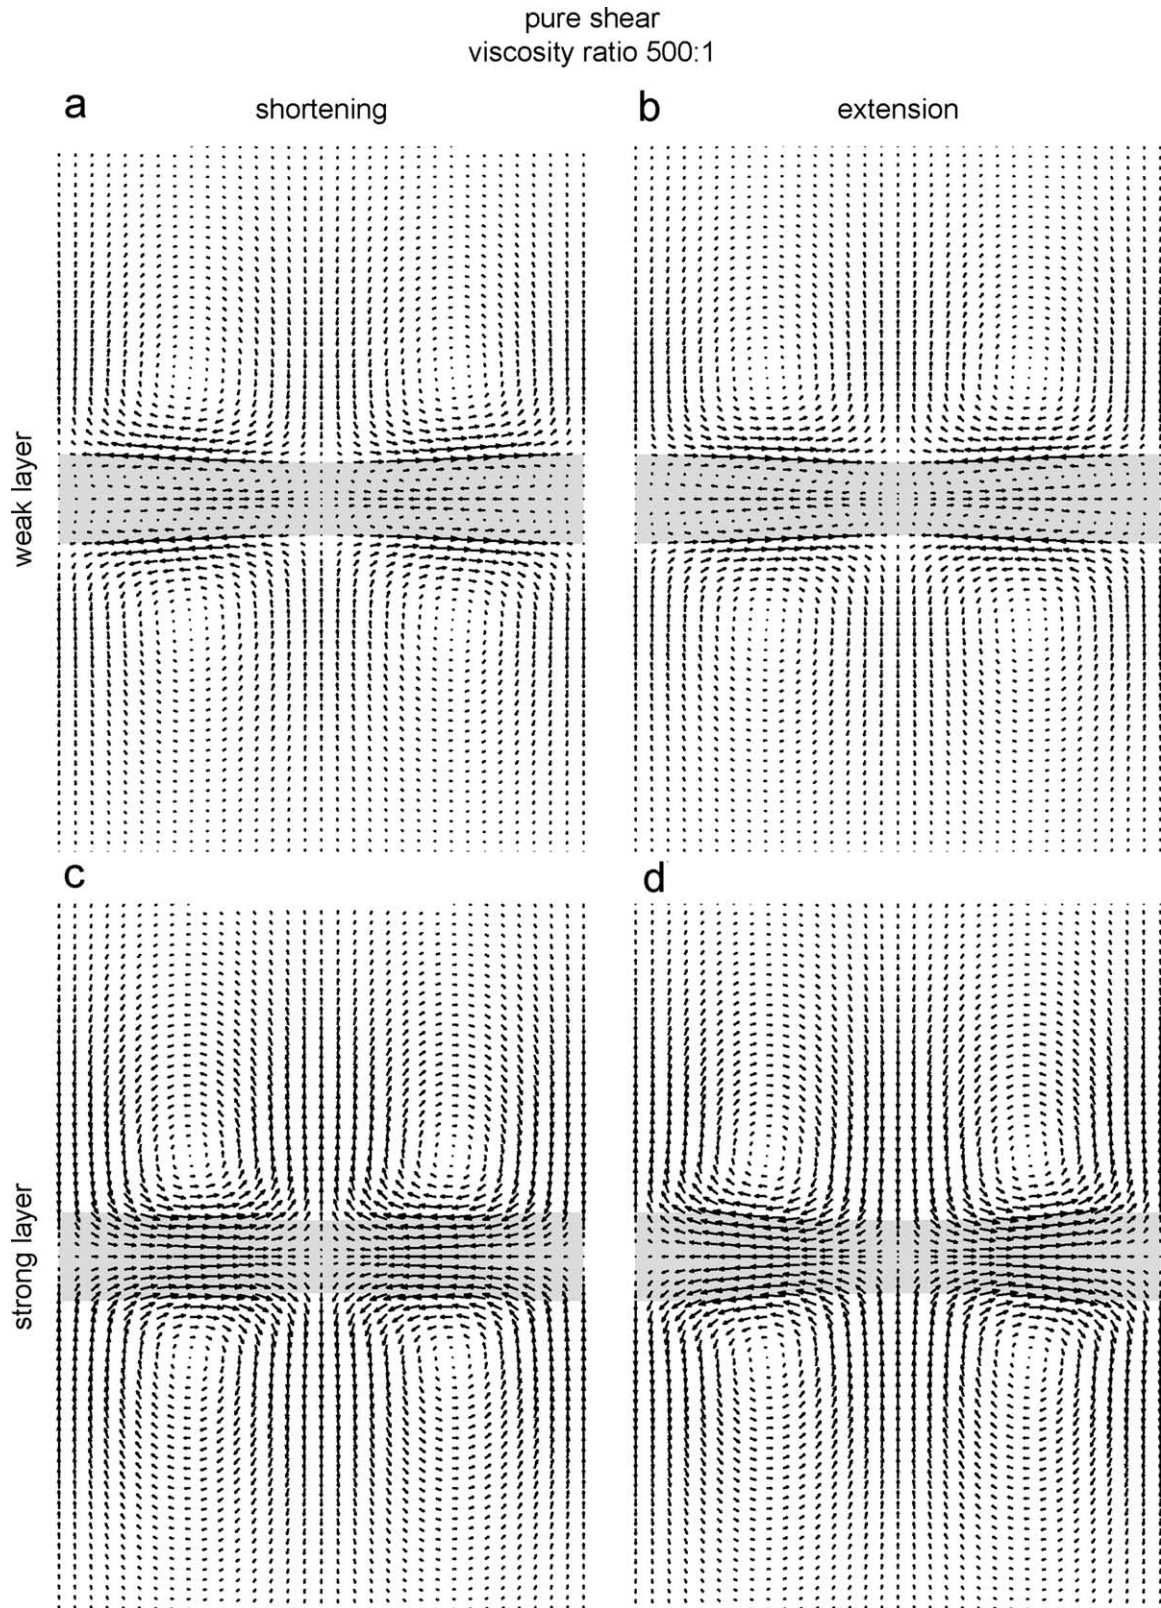 pure shear
viscosity ratio 500:1
a
shortening
b
extension
weak layer
c
d
strong layer